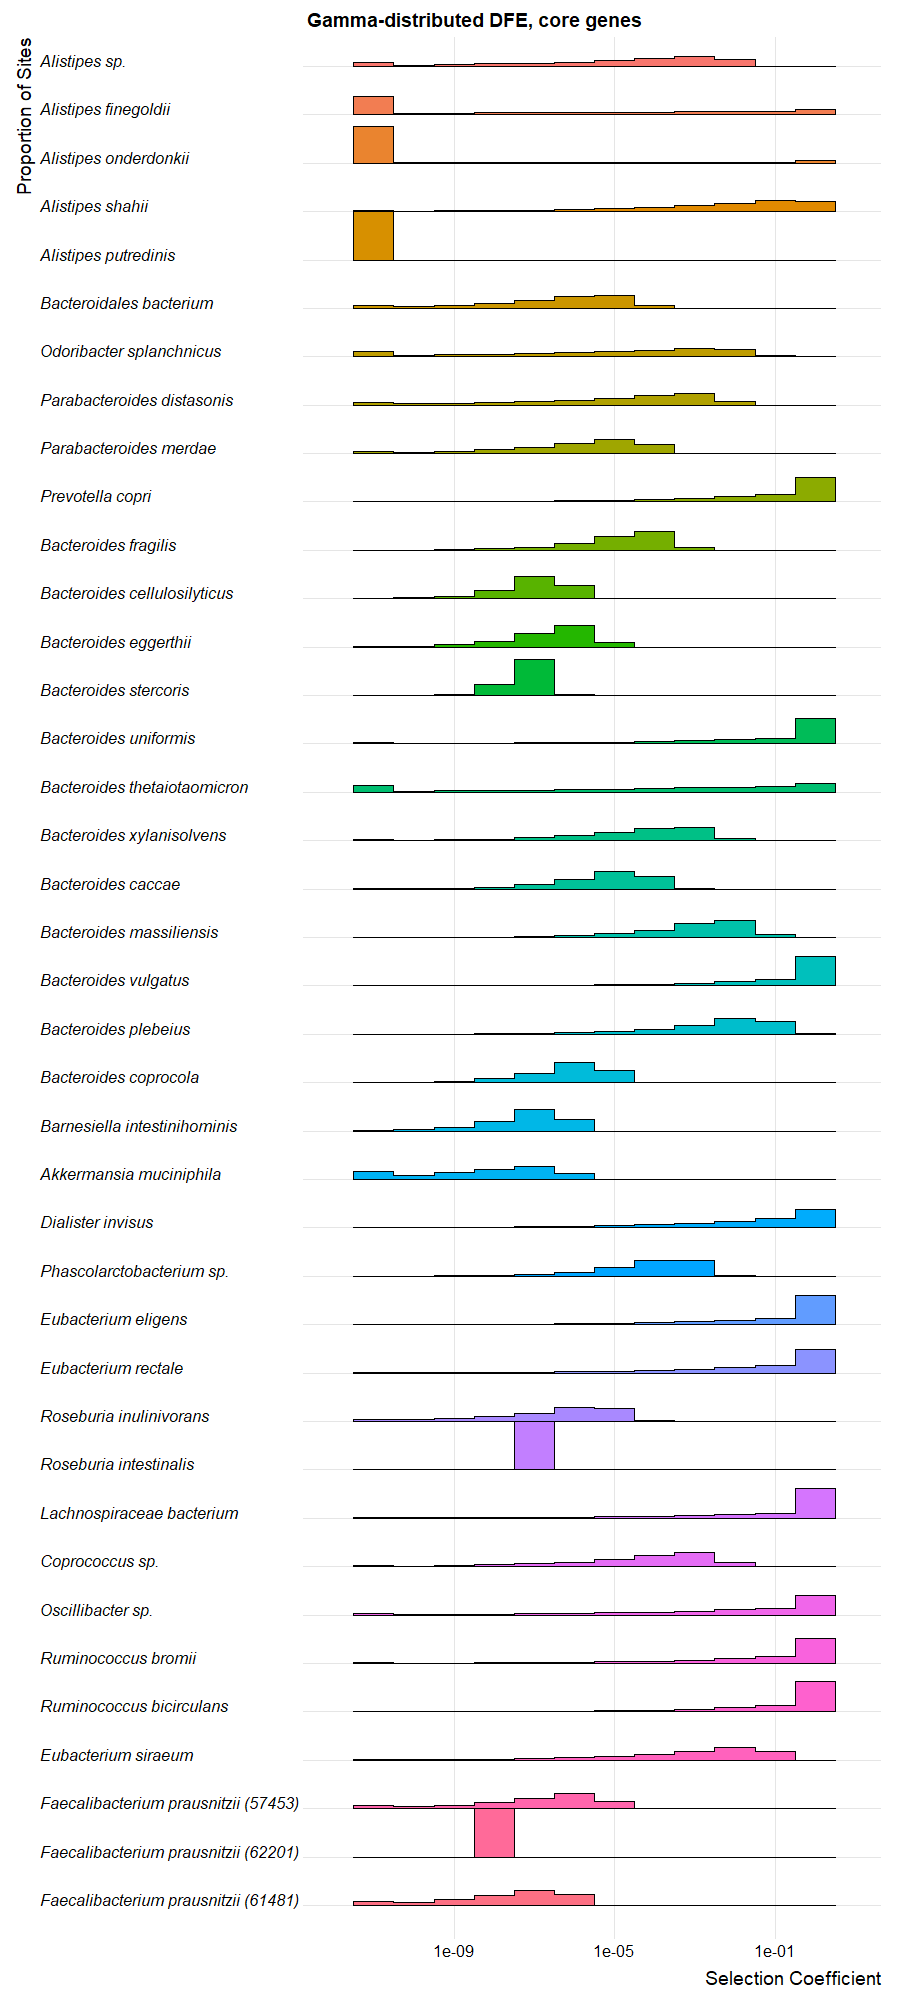 Gamma-distributed DFE, core genes
Proportion of Sites
Alistipes sp.
Alistipes finegoldii
Alistipes onderdonkii
Alistipes shahii
Alistipes putredinis
Bacteroidales bacterium
Odoribacter splanchnicus
Parabacteroides distasonis
Parabacteroides merdae
Prevotella copri
Bacteroides fragilis
Bacteroides cellulosilyticus
Bacteroides eggerthii
Bacteroides stercoris
Bacteroides uniformis
Bacteroides thetaiotaomicron
Bacteroides xylanisolvens
Bacteroides caccae
Bacteroides massiliensis
Bacteroides vulgatus
Bacteroides plebeius
Bacteroides coprocola
Barnesiella intestinihominis
Akkermansia muciniphila
Dialister invisus
Phascolarctobacterium sp.
Eubacterium eligens
Eubacterium rectale
Roseburia inulinivorans
Roseburia intestinalis
Lachnospiraceae bacterium
Coprococcus sp.
Oscillibacter sp.
Ruminococcus bromii
Ruminococcus bicirculans
Eubacterium siraeum
Faecalibacterium prausnitzii (57453)
Faecalibacterium prausnitzii (62201)
Faecalibacterium prausnitzii (61481)
1e-09 1e-05 1e-01
Selection Coefficient